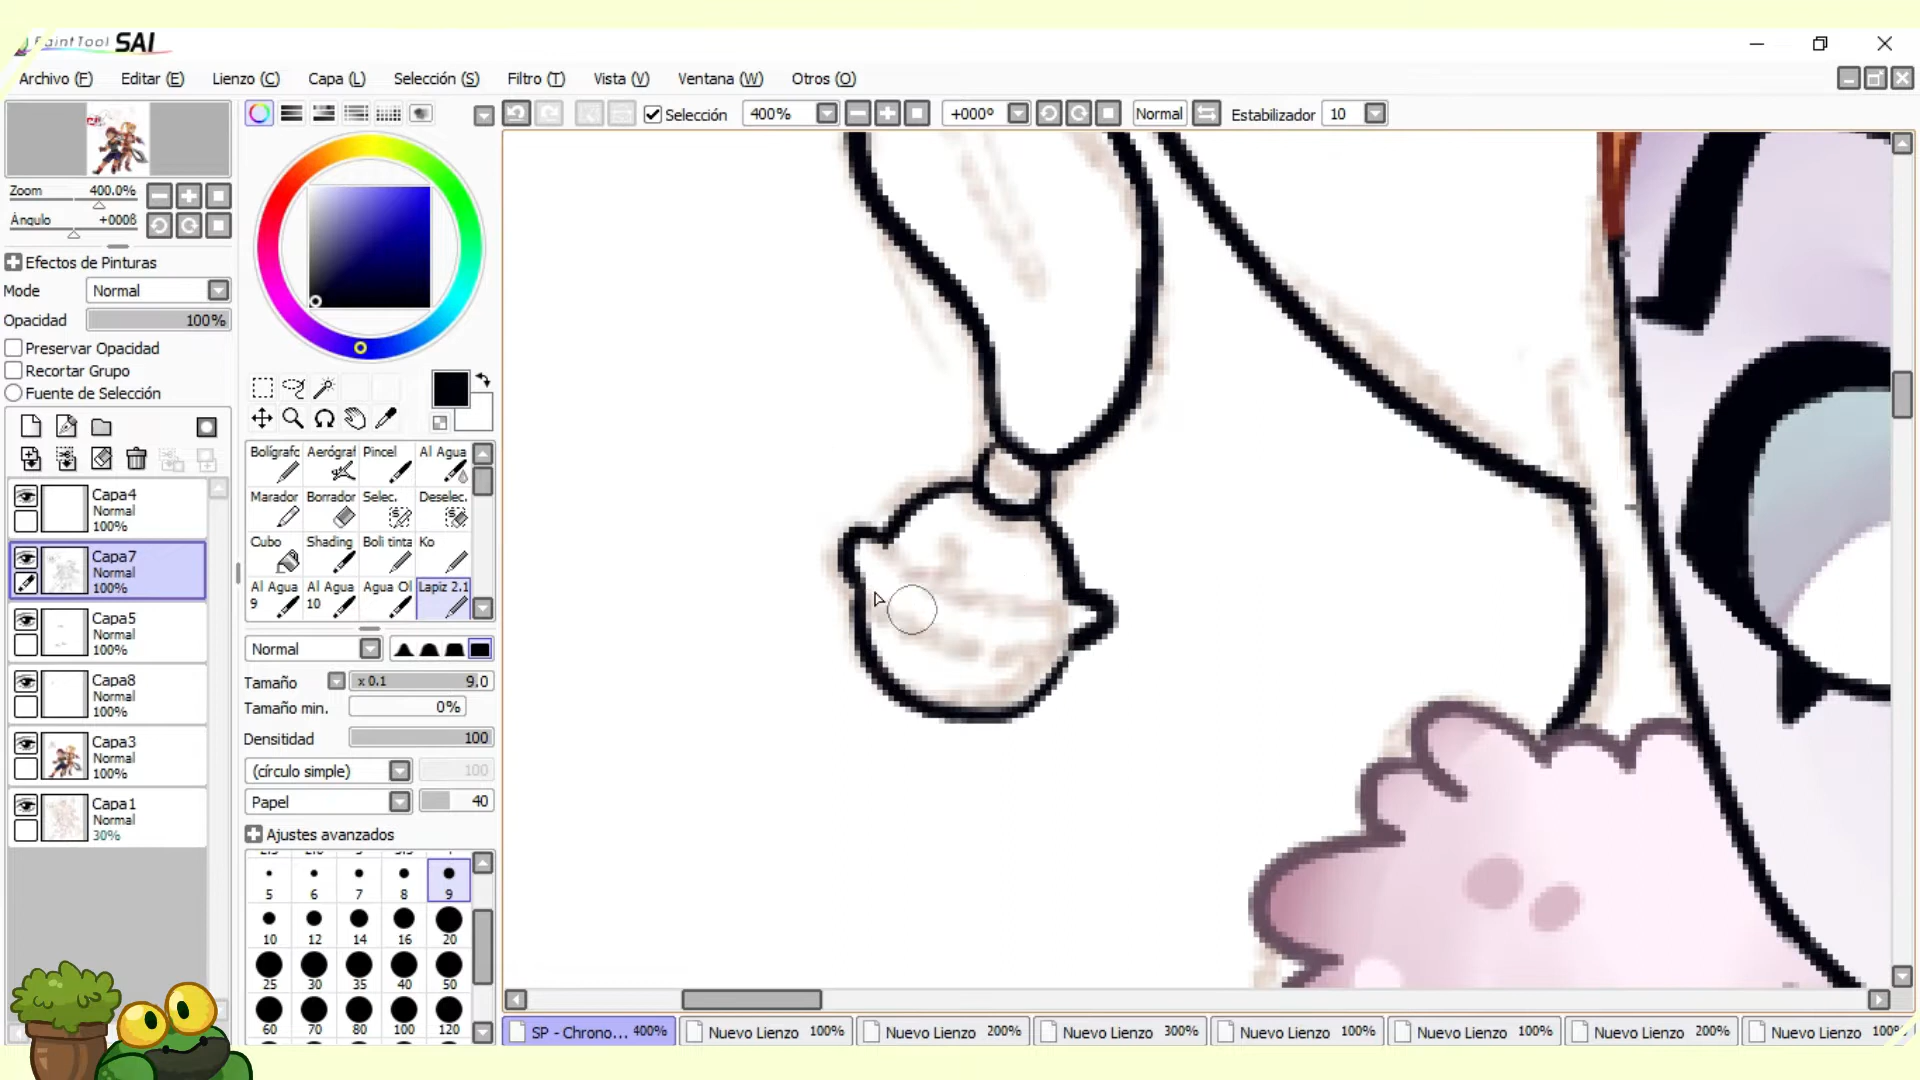 PaintTool SAI
Archivo (F) Editar (E) Lienzo (C) Capa (L) Selección (S) Filtro (T) Vista (V) Ventana (W) Otros (O)
Selección 400% +000º Normal Estabilizador 10
Zoom 400.0%
Ángulo +000ß
Efectos de Pinturas
Mode Normal
Opacidad 100%
Preservar Opacidad
Recortar Grupo
Fuente de Selección
Capa4
Normal
100%
Capa7
Normal
100%
Capa5
Normal
100%
Capa8
Normal
100%
Capa3
Normal
100%
Capa1
Normal
30%
Bolígrafc Aerógraf Pincel Al Agua
Marador Borrador Selec. Deselec.
Cubo Shading Boli tinta Ko
Al Agua 9 Al Agua 10 Agua Ol Lapiz 2.1
Normal
Tamaño x 0.1 9.0
Tamaño min. 0%
Densitidad 100
(círculo simple) 100
Papel 40
Ajustes avanzados
5 6 7 8 9
10 12 14 16 20
25 30 35 40 50
60 70 80 100 120
SP - Chrono... 400% Nuevo Lienzo 100% Nuevo Lienzo 200% Nuevo Lienzo 300% Nuevo Lienzo 100% Nuevo Lienzo 100% Nuevo Lienzo 200% Nuevo Lienzo 100%